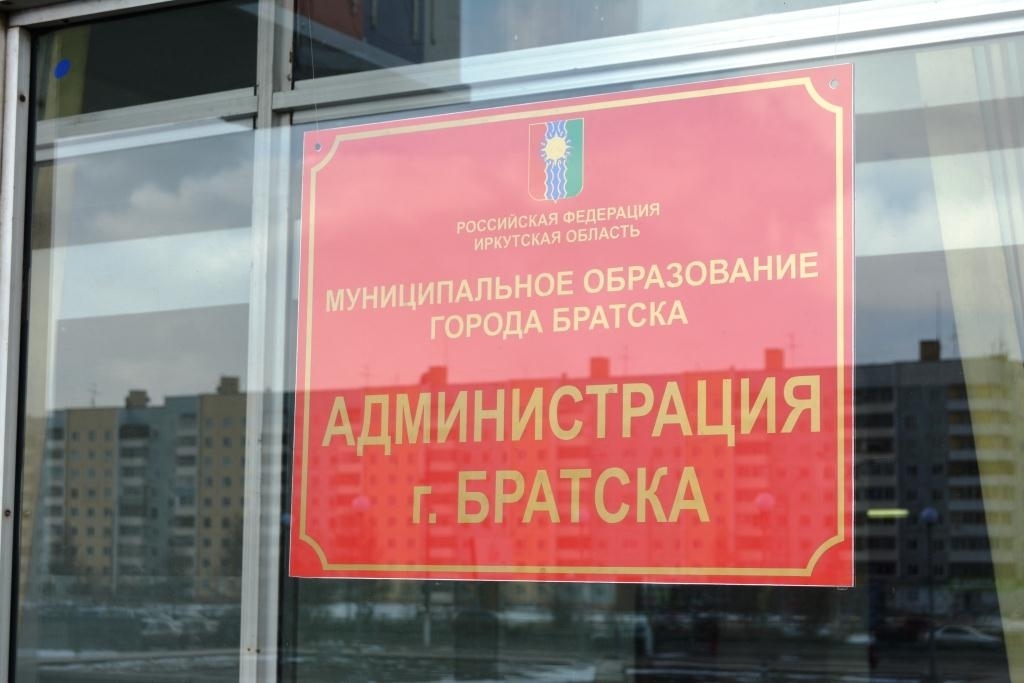 РОССИЙСКАЯ ФЕДЕРАЦИЯ
ИРКУТСКАЯ ОБЛАСТЬ
МУНИЦИПАЛЬНОЕ ОБРАЗОВАНИЕ
ГОРОДА БРАТСКА
АДМИНИСТРАЦИЯ
г. БРАТСКА